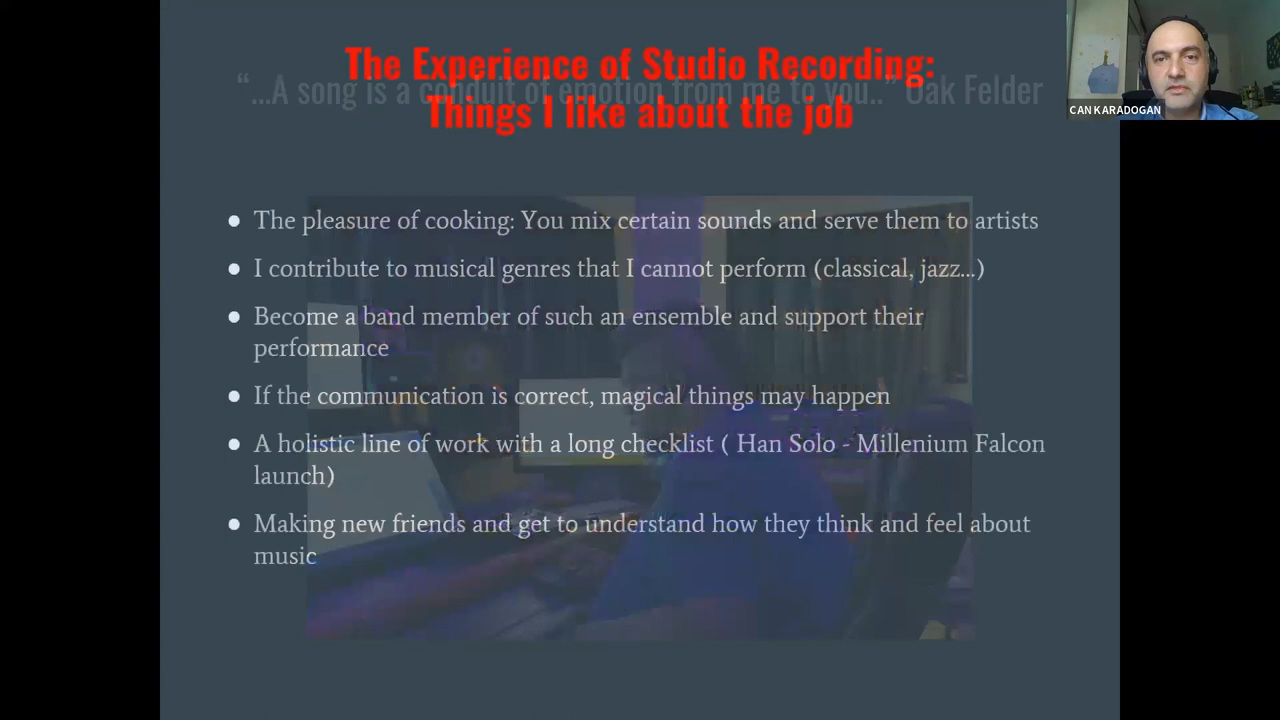 The Experience of Studio Recording:
“...A song is a conduit of emotion from me to you..” Oak Felder
Things I like about the job
CAN KARADOGAN
● The pleasure of cooking: You mix certain sounds and serve them to artists
● I contribute to musical genres that I cannot perform (classical, jazz...)
● Become a band member of such an ensemble and support their
performance
● If the communication is correct, magical things may happen
● A holistic line of work with a long checklist ( Han Solo - Millenium Falcon
launch)
● Making new friends and get to understand how they think and feel about
music